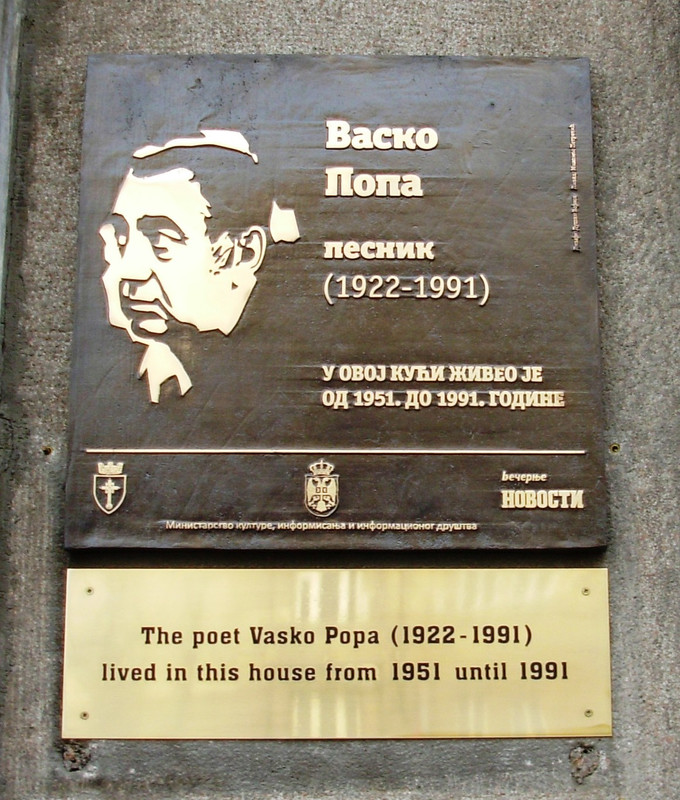 Васко
Попа
песник
(1922-1991)
У ОВОЈ КУЋИ ЖИВЕО ЈЕ
ОД 1951. ДО 1991. ГОДИНЕ
Вечерње
НОВОСТИ
Министарство културе, информисања и информационог друштва
The poet Vasko Popa (1922-1991)
lived in this house from 1951 until 1991